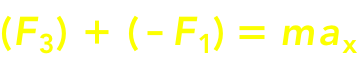 (F₃) + (-F₁) = maₓ